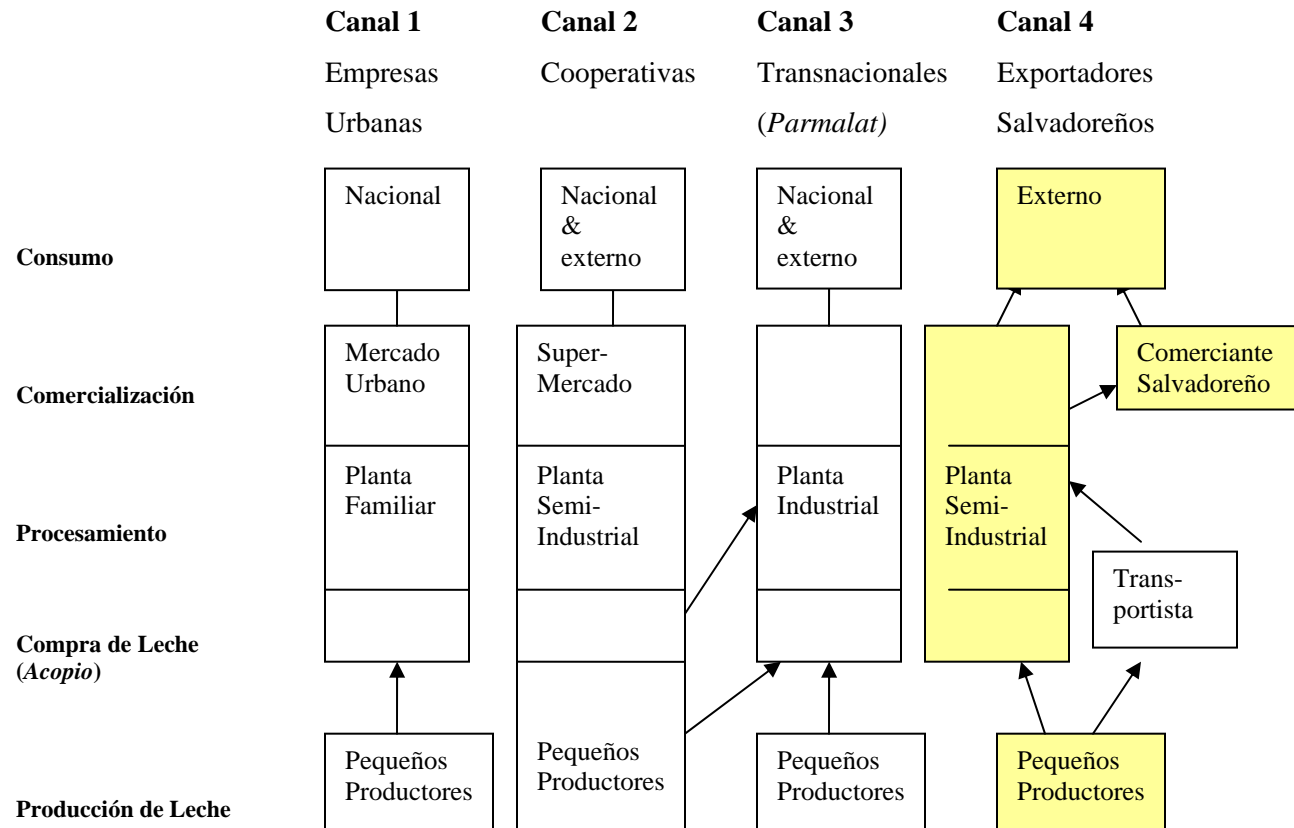 Canal 1
Canal 2
Canal 3
Canal 4
Empresas
Urbanas
Cooperativas
Transnacionales
(Parmalat)
Exportadores
Salvadoreños
Consumo
Nacional
Nacional
&
externo
Nacional
&
externo
Externo
Comercialización
Mercado
Urbano
Super-
Mercado
Comerciante
Salvadoreño
Procesamiento
Planta
Familiar
Planta
Semi-
Industrial
Planta
Industrial
Planta
Semi-
Industrial
Trans-
portista
Compra de Leche
(Acopio)
Producción de Leche
Pequeños
Productores
Pequeños
Productores
Pequeños
Productores
Pequeños
Productores